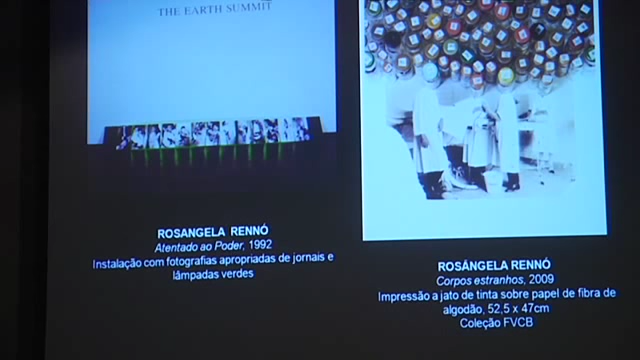 THE EARTH SUMMIT
ROSANGELA RENNÓ
Atentado ao Poder, 1992
Instalação com fotografias apropriadas de jornais e
lâmpadas verdes
ROSÁNGELA RENNÓ
Corpos estranhos, 2009
Impressão a jato de tinta sobre papel de fibra de
algodão, 52,5 x 47cm
Coleção FVCB